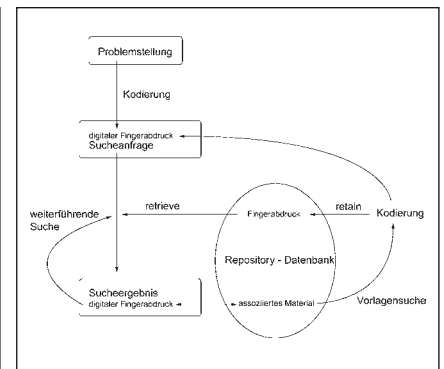 Problemstellung
Kodierung
digitaler Fingerabdruck
Sucheanfrage
retrieve
retain
weiterführende
Suche
Fingerabdruck
Kodierung
Repository - Datenbank
Sucheergebnis
digitaler Fingerabdruck
assoziiertes Material
Vorlagensuche